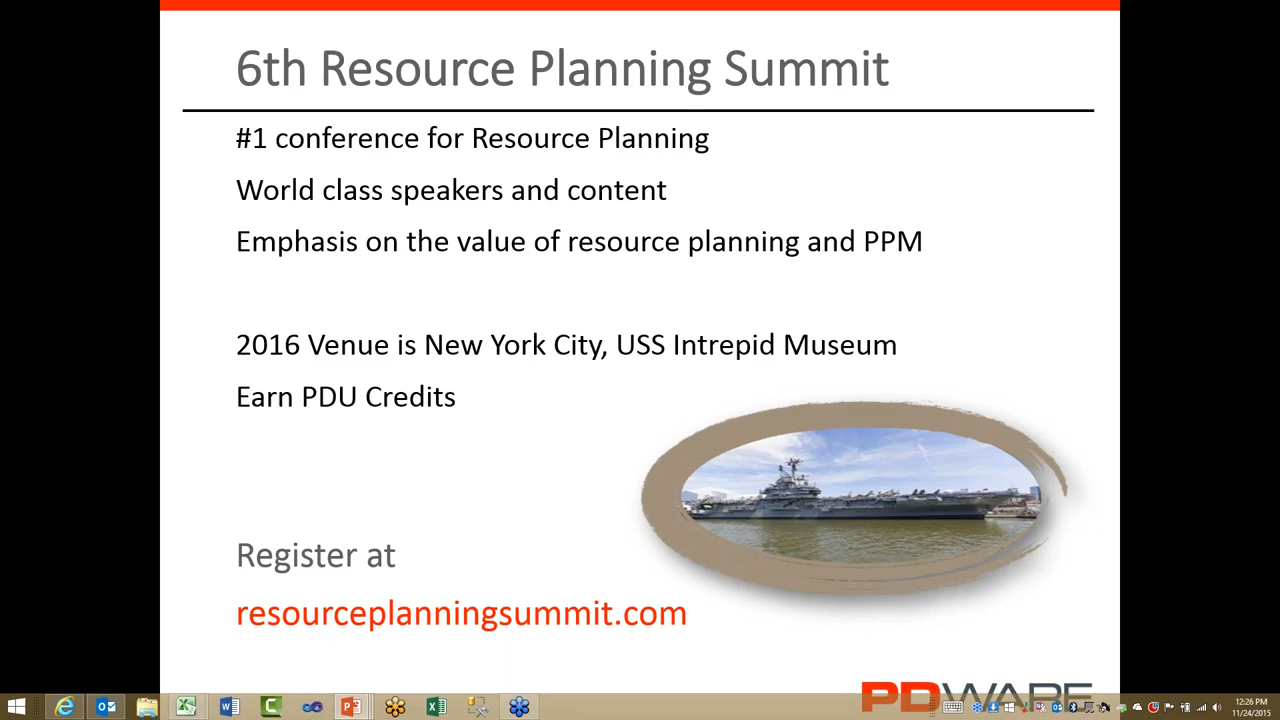 6th Resource Planning Summit
#1 conference for Resource Planning
World class speakers and content
Emphasis on the value of resource planning and PPM
2016 Venue is New York City, USS Intrepid Museum
Earn PDU Credits
Register at
resourceplanningsummit.com
PDWARE
12:26 PM
11/24/2015